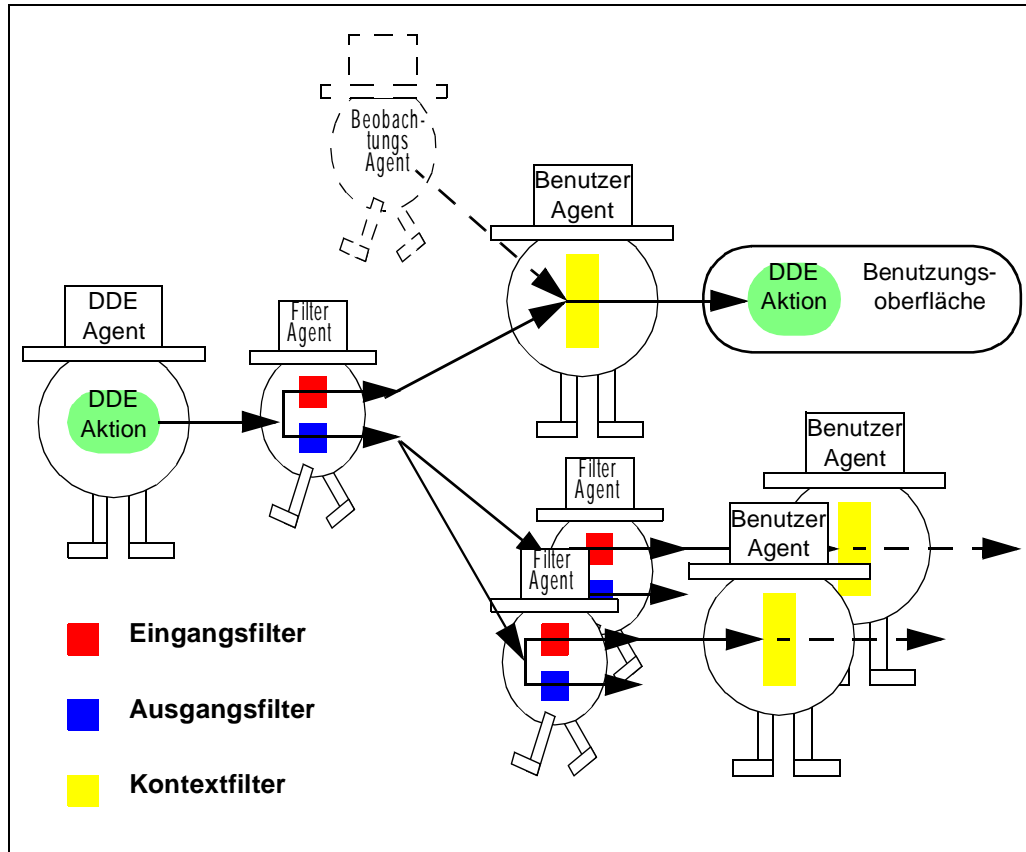 Beobach-
tungs
Agent
Benutzer
Agent
DDE
Aktion
Benutzungs-
oberfläche
DDE
Agent
Filter
Agent
DDE
Aktion
Benutzer
Agent
Filter
Agent
Benutzer
Agent
Filter
Agent
Eingangsfilter
Ausgangsfilter
Kontextfilter